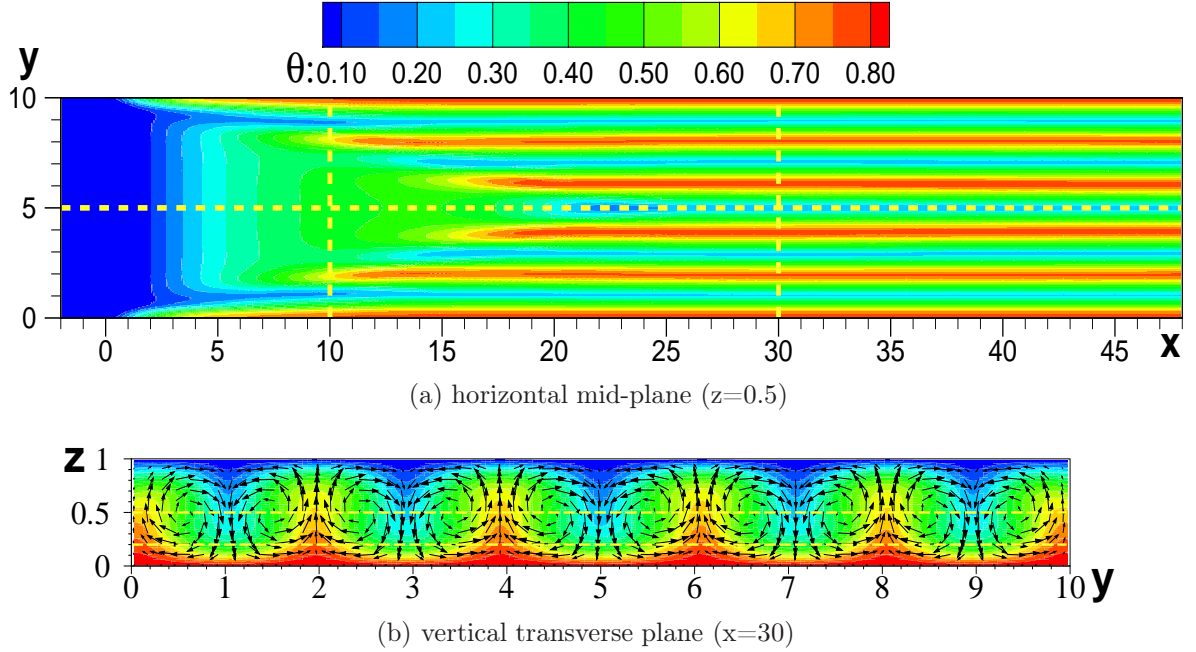 θ: 0.10 0.20 0.30 0.40 0.50 0.60 0.70 0.80
y
10
5
0
0 5 10 15 20 25 30 35 40 45 x
(a) horizontal mid-plane (z=0.5)
z 1
0.5
0
0 1 2 3 4 5 6 7 8 9 10 y
(b) vertical transverse plane (x=30)